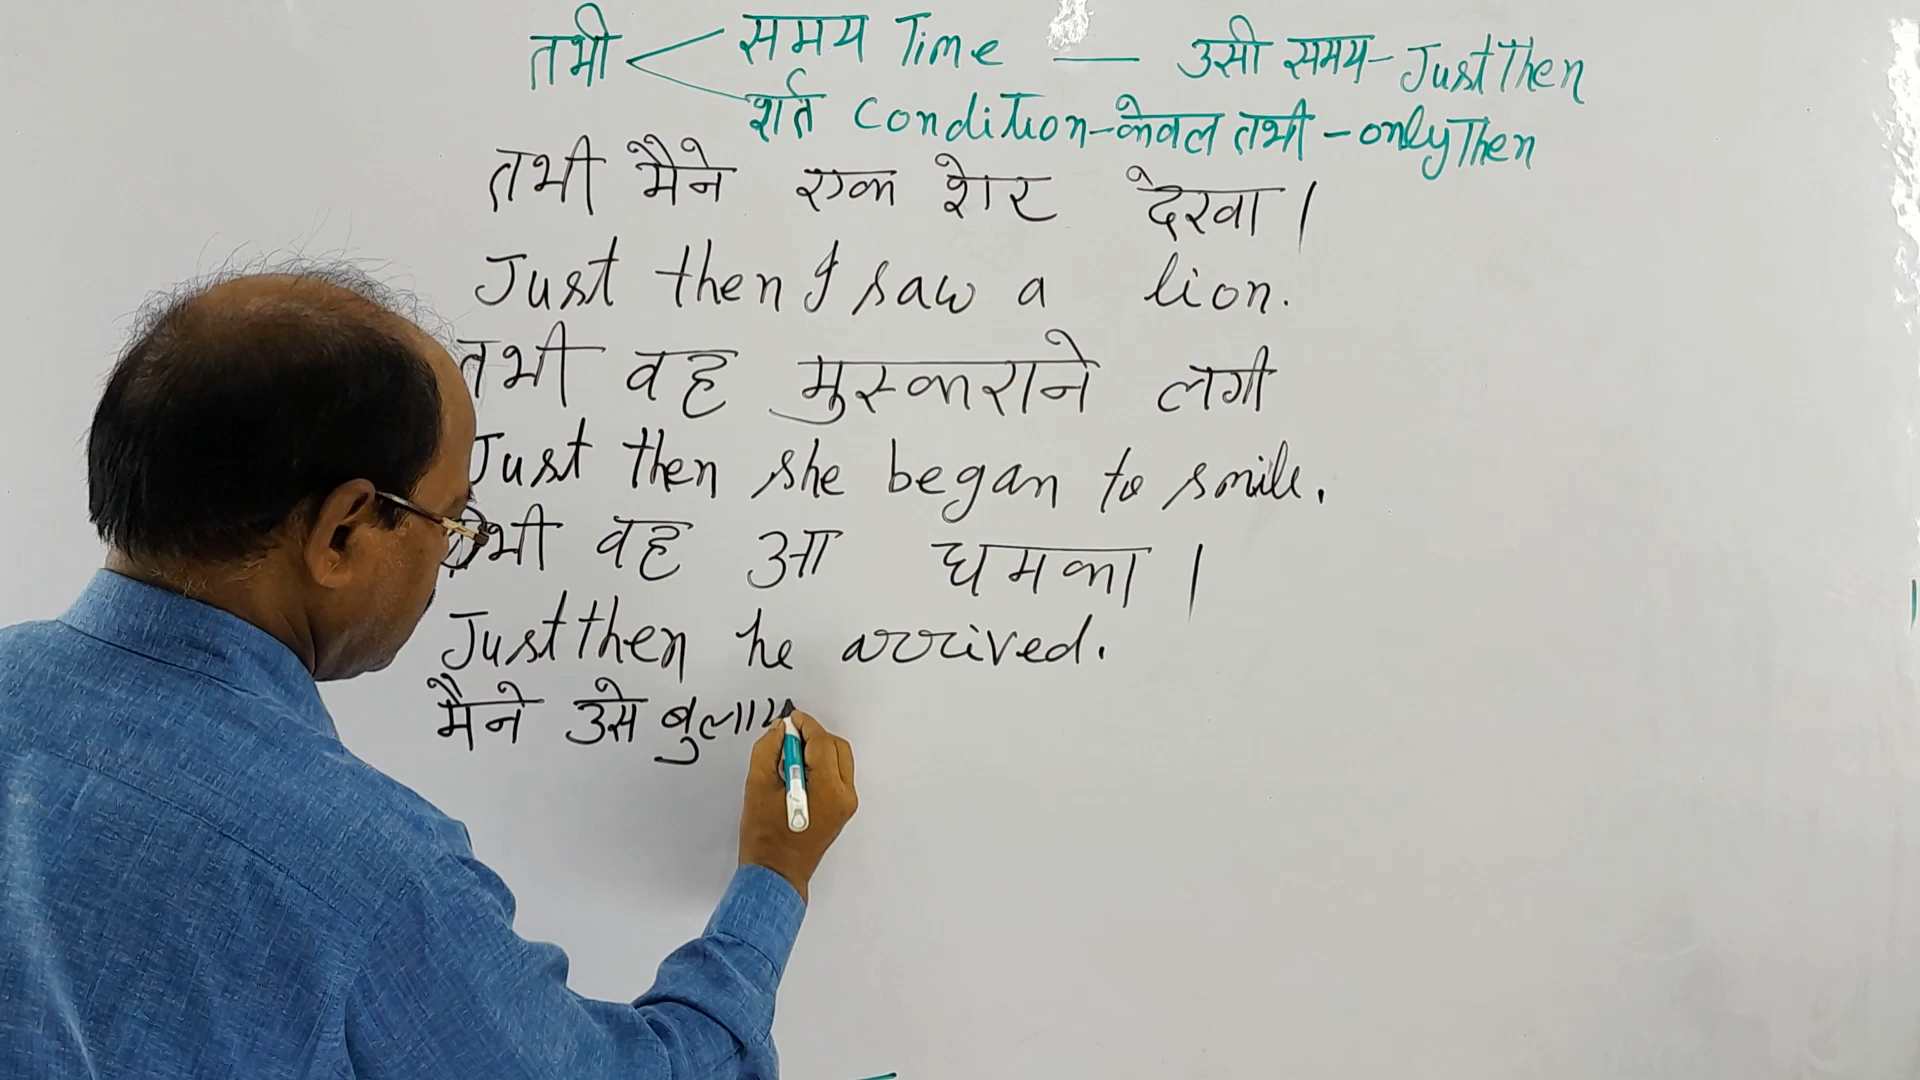 तभी समय Time — उसी समय - Just Then
शर्त Condition - केवल तभी - only Then
तभी मैने एक शेर देखा।
Just then I saw a lion.
तभी वह मुस्कराने लगी
Just then she began to smile.
भी वह आ धमका।
Just then he arrived.
मैने उसे बुलाय